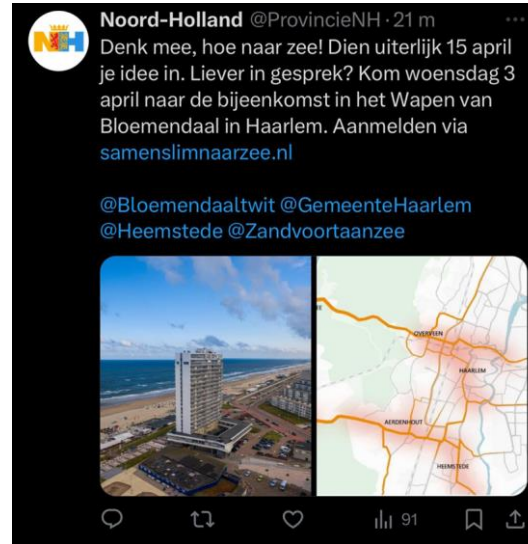 Noord-Holland @ProvincieNH · 21 m
Denk mee, hoe naar zee! Dien uiterlijk 15 april
je idee in. Liever in gesprek? Kom woensdag 3
april naar de bijeenkomst in het Wapen van
Bloemendaal in Haarlem. Aanmelden via
samenslimnaarzee.nl
@Bloemendaaltwit @GemeenteHaarlem
@Heemstede @Zandvoortaanzee
OVERVEEN
HAARLEM
AERDENHOUT
HEEMSTEDE
91